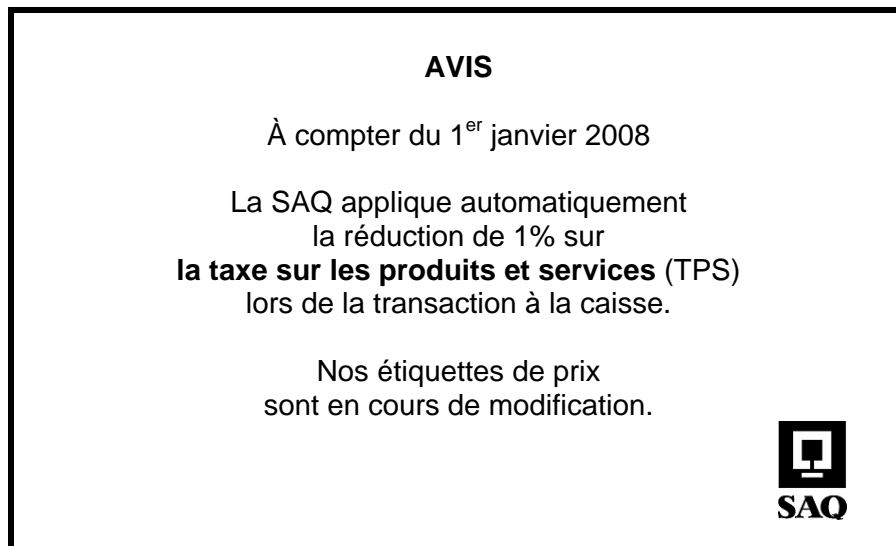 AVIS
À compter du 1er janvier 2008
La SAQ applique automatiquement
la réduction de 1% sur
la taxe sur les produits et services (TPS)
lors de la transaction à la caisse.
Nos étiquettes de prix
sont en cours de modification.
SAQ